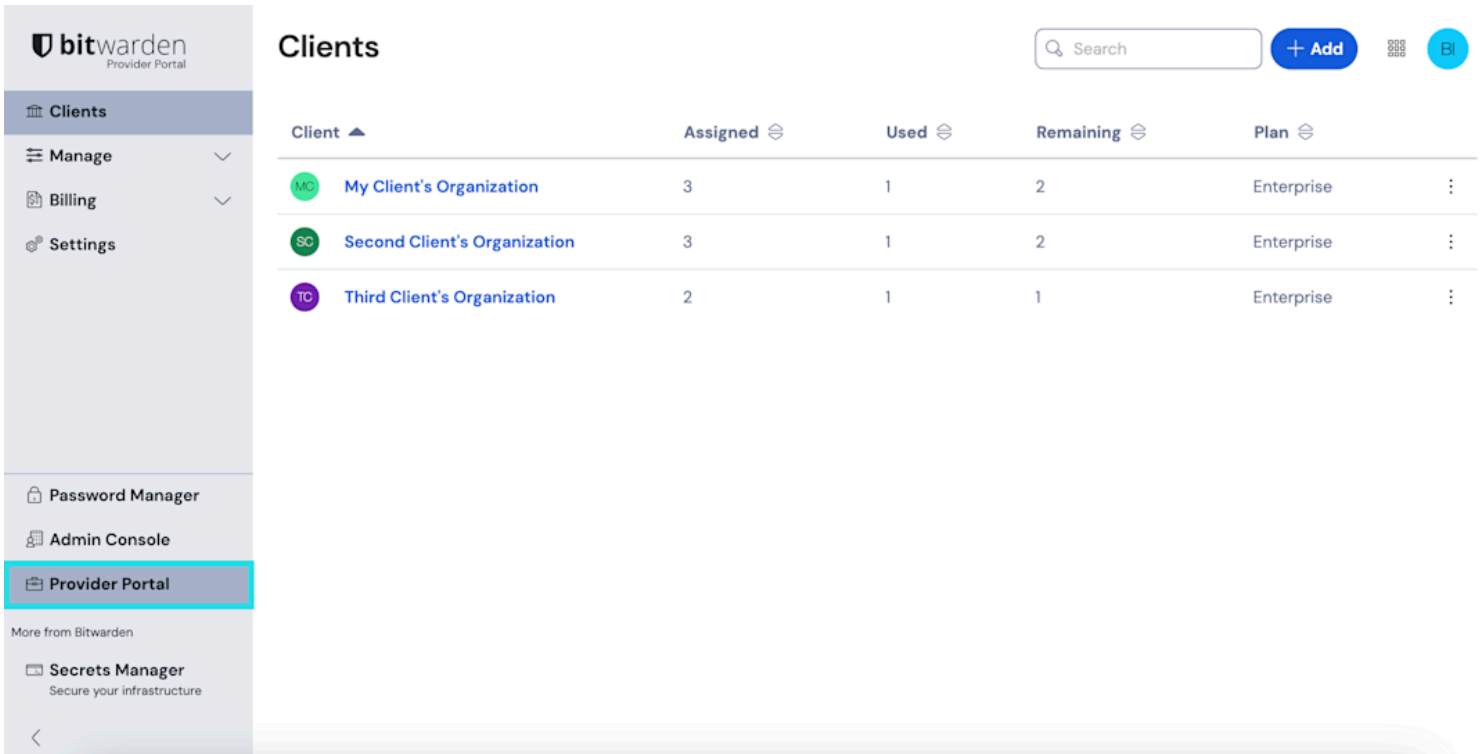 bitwarden
Provider Portal
Clients
Manage
Billing
Settings
Password Manager
Admin Console
Provider Portal
More from Bitwarden
Secrets Manager
Secure your infrastructure
Clients
Search
+ Add
BI
Client Assigned Used Remaining Plan
MC My Client's Organization 3 1 2 Enterprise
SC Second Client's Organization 3 1 2 Enterprise
TC Third Client's Organization 2 1 1 Enterprise